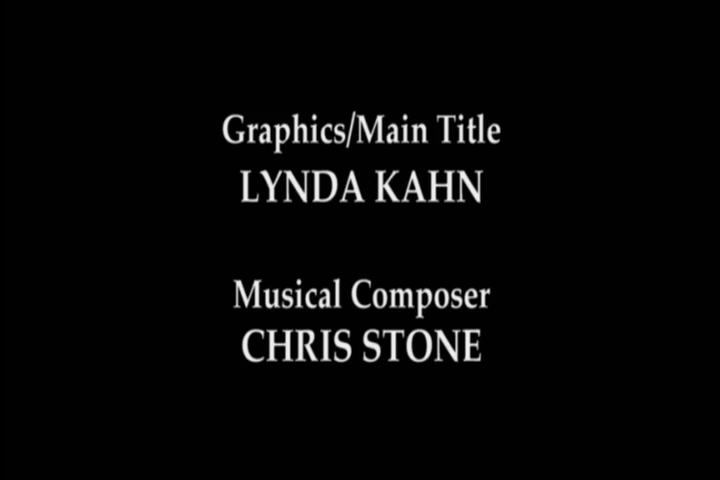 Graphics/Main Title
LYNDA KAHN
Musical Composer
CHRIS STONE